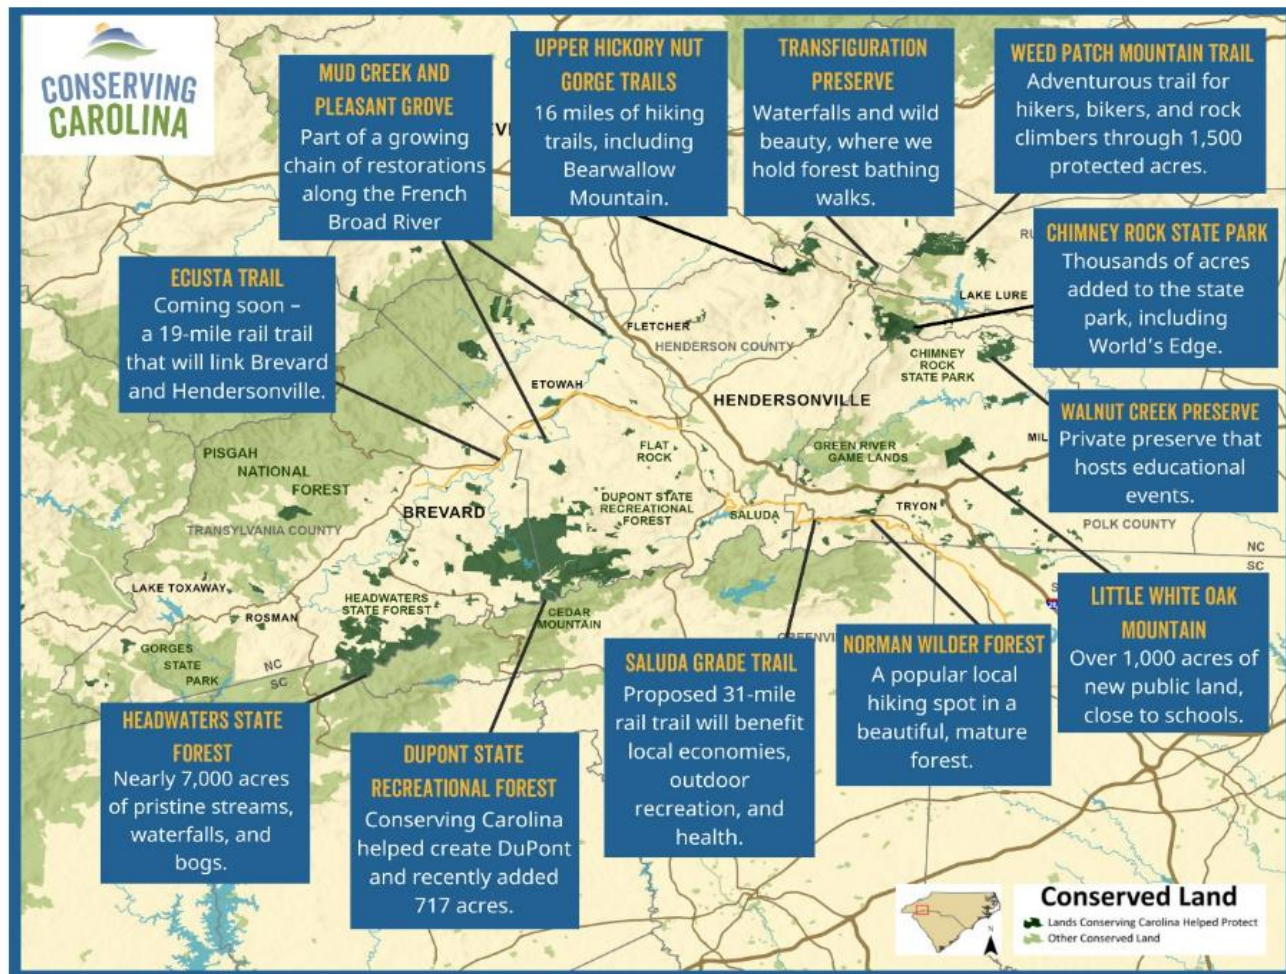 CONSERVING
CAROLINA
MUD CREEK AND
PLEASANT GROVE
Part of a growing
chain of restorations
along the French
Broad River
UPPER HICKORY NUT
GORGE TRAILS
16 miles of hiking
trails, including
Bearwallow
Mountain.
TRANSFIGURATION
PRESERVE
Waterfalls and wild
beauty, where we
hold forest bathing
walks.
WEED PATCH MOUNTAIN TRAIL
Adventurous trail for
hikers, bikers, and rock
climbers through 1,500
protected acres.
ECUSTA TRAIL
Coming soon –
a 19-mile rail trail
that will link Brevard
and Hendersonville.
CHIMNEY ROCK STATE PARK
Thousands of acres
added to the state
park, including
World's Edge.
WALNUT CREEK PRESERVE
Private preserve that
hosts educational
events.
LAKE LURE
FLETCHER
HENDERSON COUNTY
CHIMNEY
ROCK
STATE PARK
ETOWAH
HENDERSONVILLE
FLAT
ROCK
GREEN RIVER
GAME LANDS
PISGAH
NATIONAL
FOREST
TRANSYLVANIA COUNTY
BREVARD
DUPONT STATE
RECREATIONAL
FOREST
SALUDA
TRYON
POLK COUNTY
NC
SC
LAKE TOXAWAY
ROSMAN
HEADWATERS
STATE FOREST
CEDAR
MOUNTAIN
GORGES
STATE
PARK
NC
SC
HEADWATERS STATE
FOREST
Nearly 7,000 acres
of pristine streams,
waterfalls, and
bogs.
DUPONT STATE
RECREATIONAL FOREST
Conserving Carolina
helped create DuPont
and recently added
717 acres.
SALUDA GRADE TRAIL
Proposed 31-mile
rail trail will benefit
local economies,
outdoor
recreation, and
health.
NORMAN WILDER FOREST
A popular local
hiking spot in a
beautiful, mature
forest.
LITTLE WHITE OAK
MOUNTAIN
Over 1,000 acres of
new public land,
close to schools.
Conserved Land
Lands Conserving Carolina Helped Protect
Other Conserved Land
N